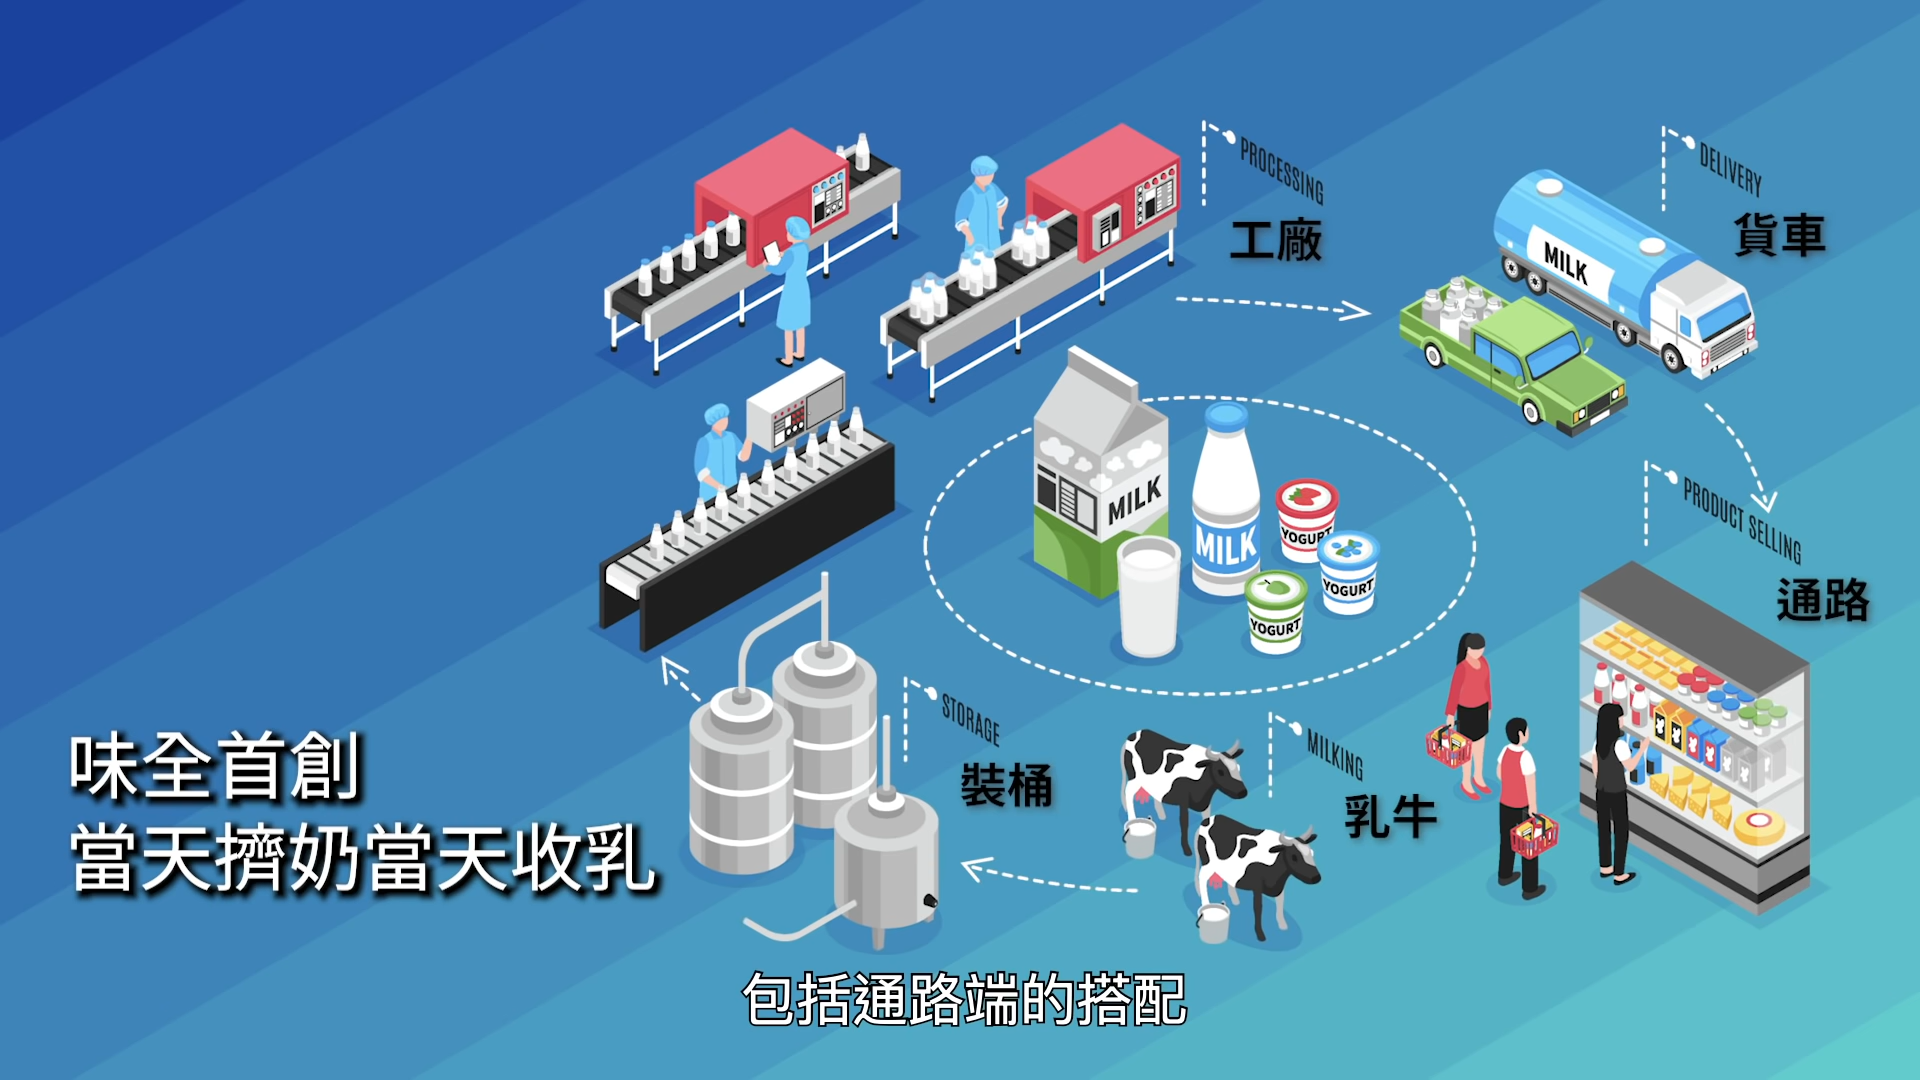 PROCESSING
工廠
DELIVERY
貨車
MILK
PRODUCT SELLING
通路
MILK
MILK
YOGURT
YOGURT
YOGURT
STORAGE
裝桶
MILKING
乳牛
味全首創
當天擠奶當天收乳
包括通路端的搭配